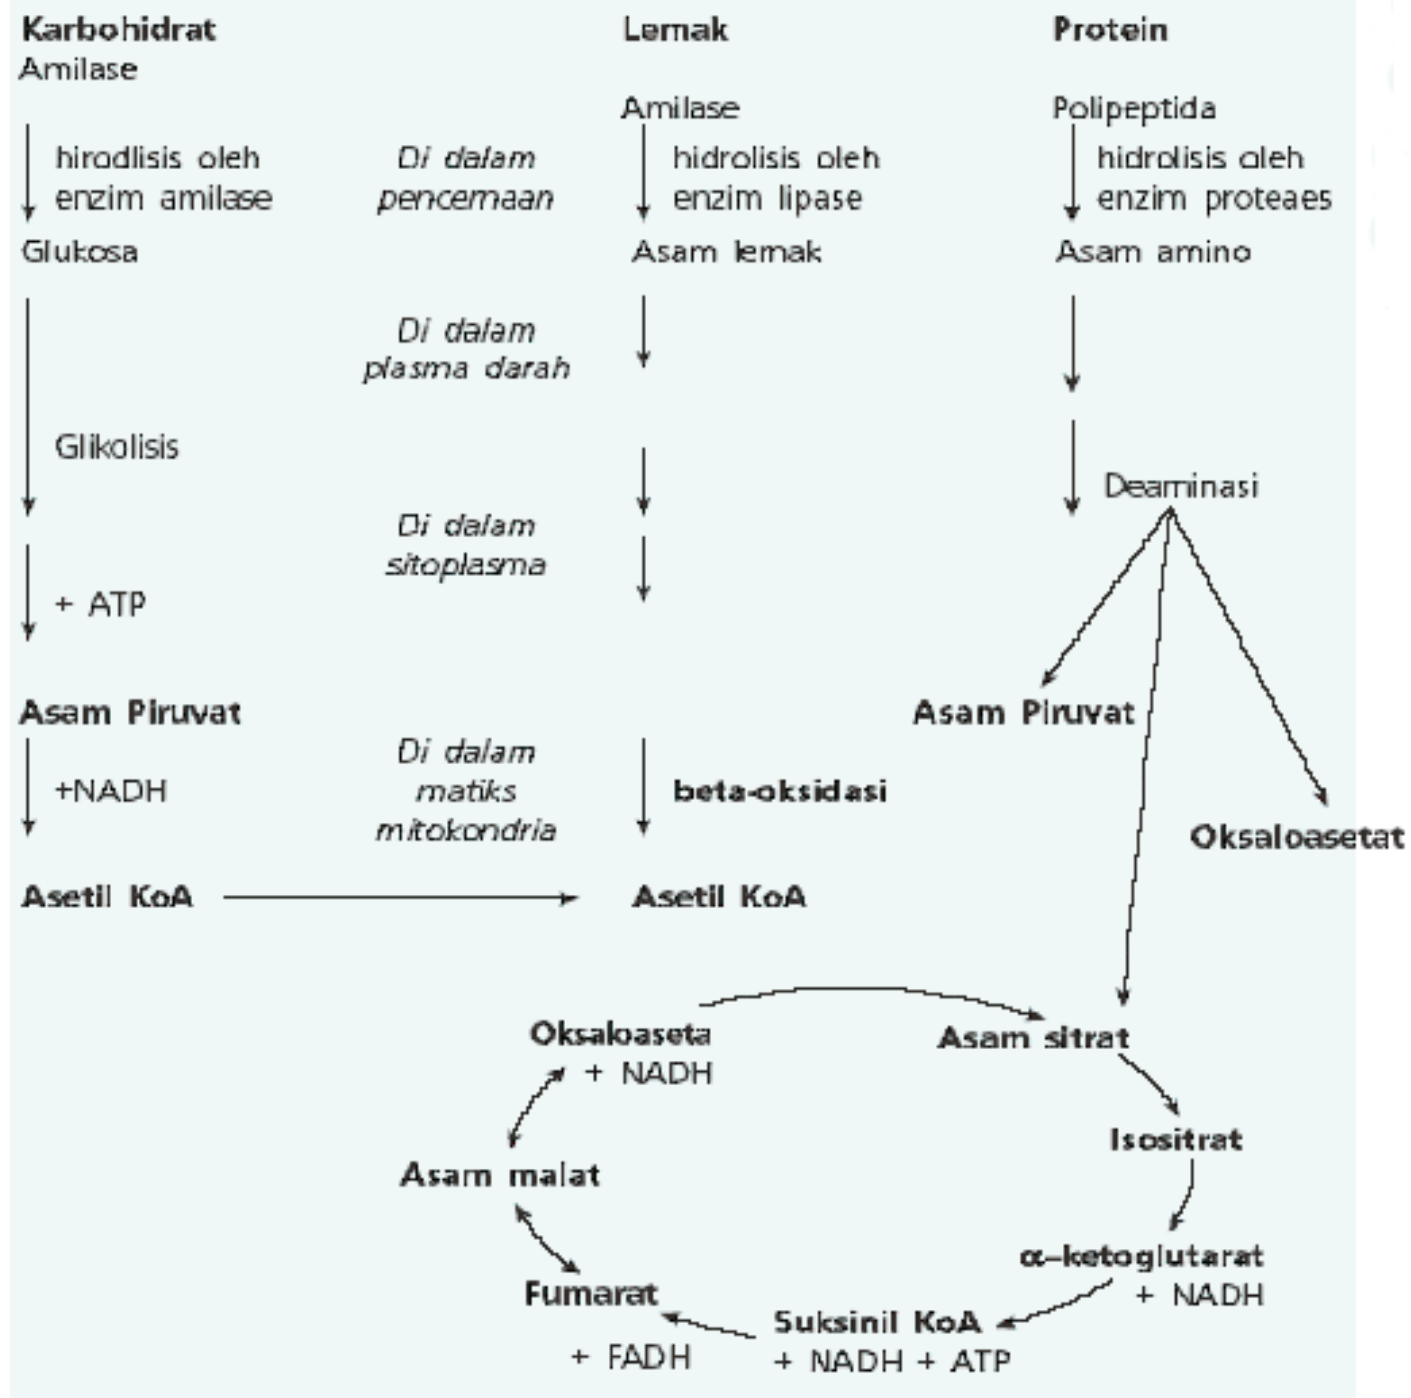 Karbohidrat
Lemak
Protein
Amilase
Amilase
Polipeptida
hirodlisis oleh
enzim amilase
Di dalam
pencernaan
hidrolisis oleh
enzim lipase
hidrolisis oleh
enzim proteaes
Glukosa
Asam lemak
Asam amino
Di dalam
plasma darah
Glikolisis
Deaminasi
Di dalam
sitoplasma
+ ATP
Asam Piruvat
Asam Piruvat
Di dalam
matiks
mitokondria
+NADH
beta-oksidasi
Oksaloasetat
Asetil KoA
Asetil KoA
Oksaloaseta
+ NADH
Asam sitrat
Isositrat
Asam malat
α–ketoglutarat
+ NADH
Fumarat
+ FADH
Suksinil KoA
+ NADH + ATP